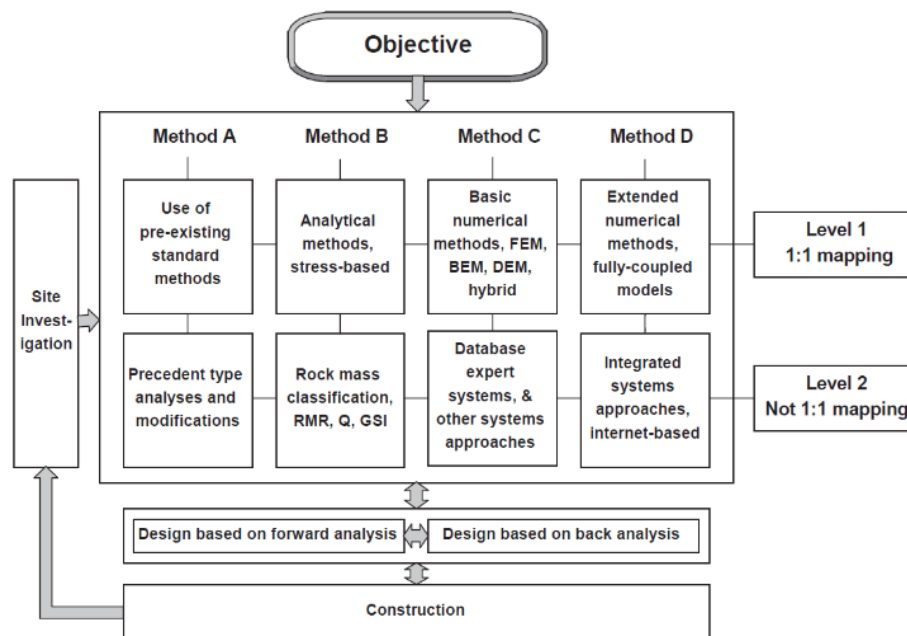 Objective
Method A
Method B
Method C
Method D
Use of
pre-existing
standard
methods
Analytical
methods,
stress-based
Basic
numerical
methods, FEM,
BEM, DEM,
hybrid
Extended
numerical
methods,
fully-coupled
models
Level 1
1:1 mapping
Site
Invest-
igation
Precedent type
analyses and
modifications
Rock mass
classification,
RMR, Q, GSI
Database
expert
systems, &
other systems
approaches
Integrated
systems
approaches,
internet-based
Level 2
Not 1:1 mapping
Design based on forward analysis
Design based on back analysis
Construction